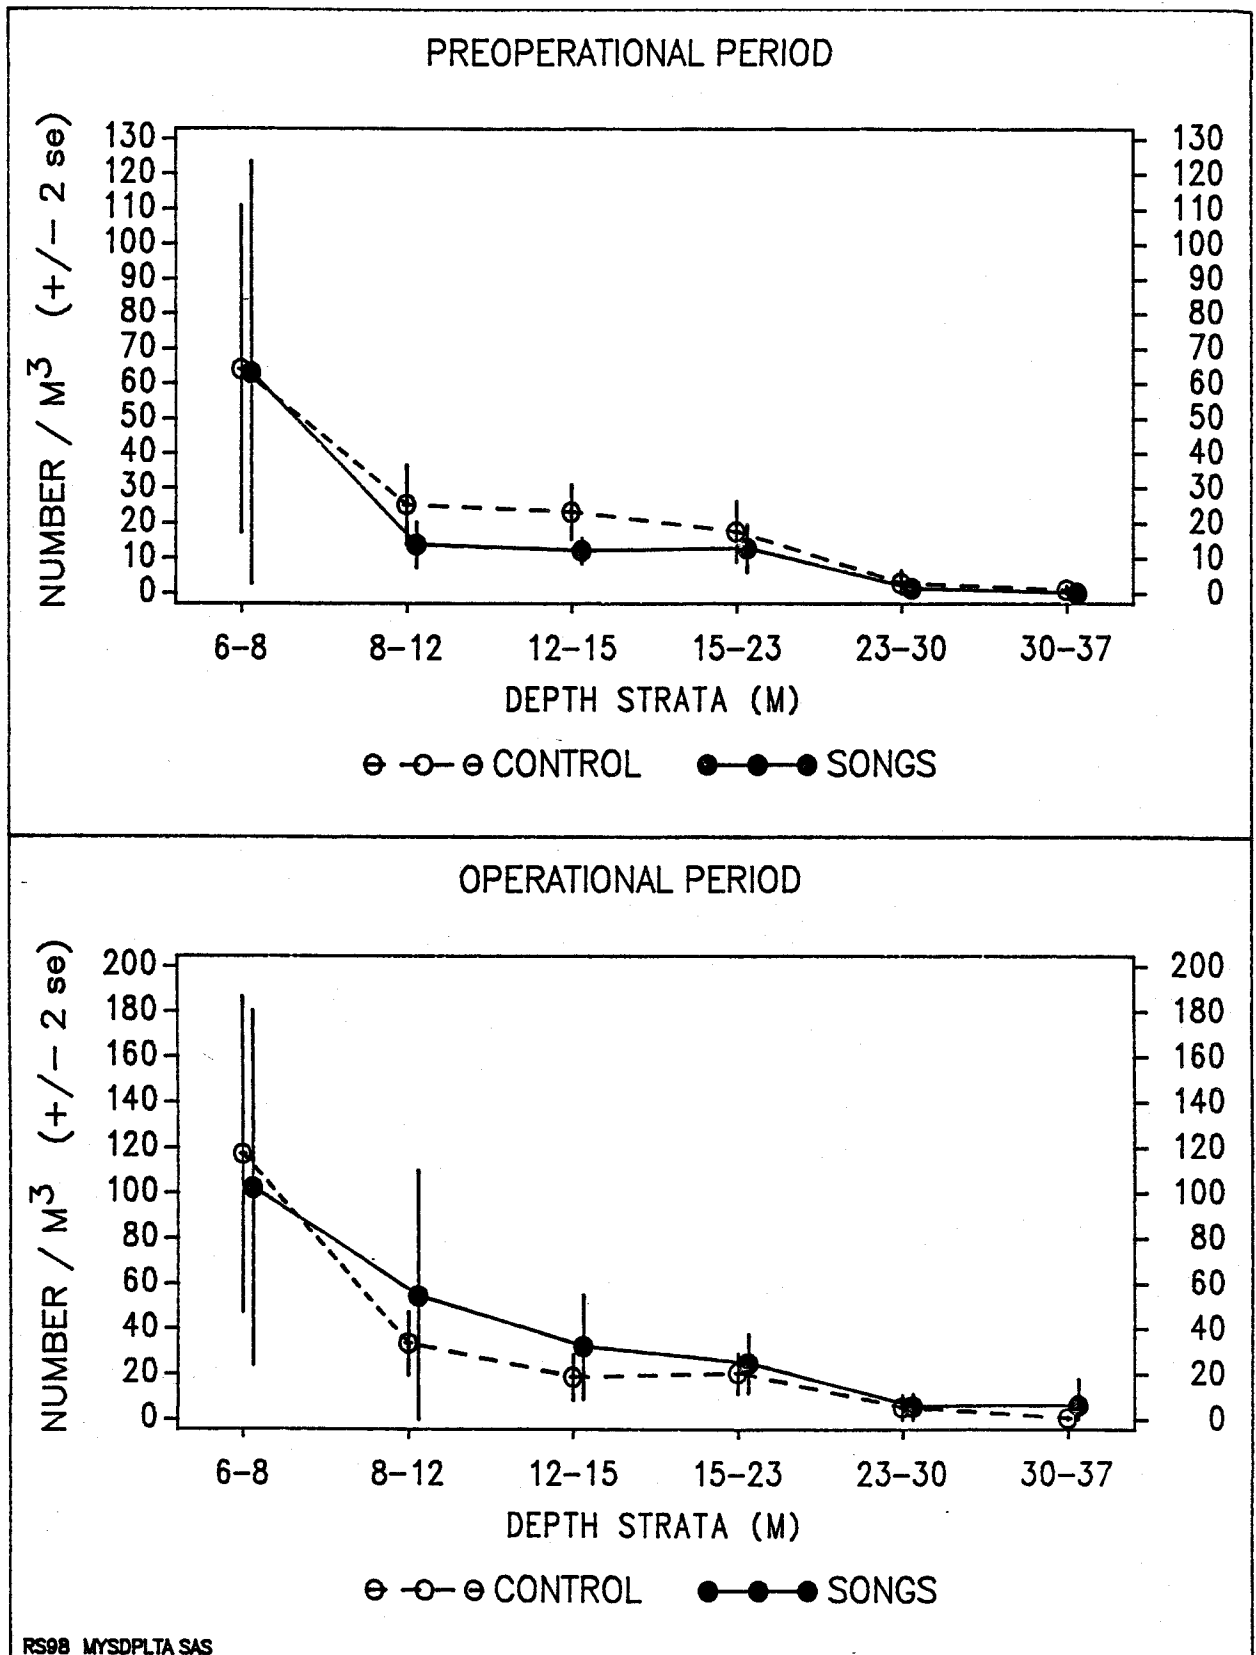 PREOPERATIONAL PERIOD
NUMBER / M³ (+/- 2 se)
130 130
120 120
110 110
100 100
90 90
80 80
70 70
60 60
50 50
40 40
30 30
20 20
10 10
0 0
6-8 8-12 12-15 15-23 23-30 30-37
DEPTH STRATA (M)
CONTROL SONGS
OPERATIONAL PERIOD
NUMBER / M³ (+/- 2 se)
200 200
180 180
160 160
140 140
120 120
100 100
80 80
60 60
40 40
20 20
0 0
6-8 8-12 12-15 15-23 23-30 30-37
DEPTH STRATA (M)
CONTROL SONGS
RS98 MYSDPLTA SAS